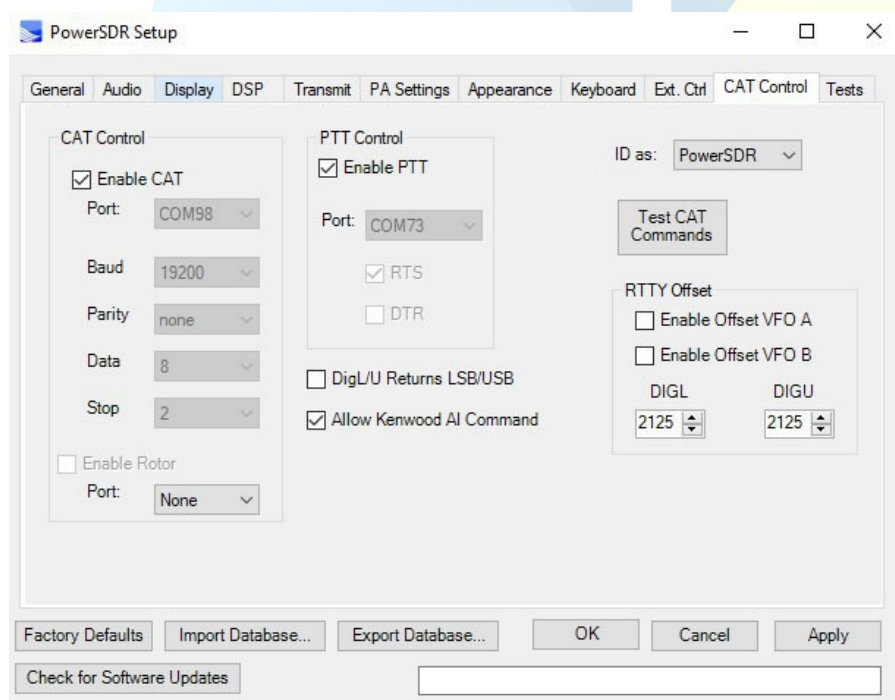 PowerSDR Setup
General Audio Display DSP Transmit PA Settings Appearance Keyboard Ext. Ctrl CAT Control Tests
CAT Control
Enable CAT
Port: COM98
Baud 19200
Parity none
Data 8
Stop 2
Enable Rotor
Port: None
PTT Control
Enable PTT
Port: COM73
RTS
DTR
DigL/U Returns LSB/USB
Allow Kenwood AI Command
ID as: PowerSDR
Test CAT
Commands
RTTY Offset
Enable Offset VFO A
Enable Offset VFO B
DIGL DIGU
2125 2125
Factory Defaults Import Database... Export Database... OK Cancel Apply
Check for Software Updates